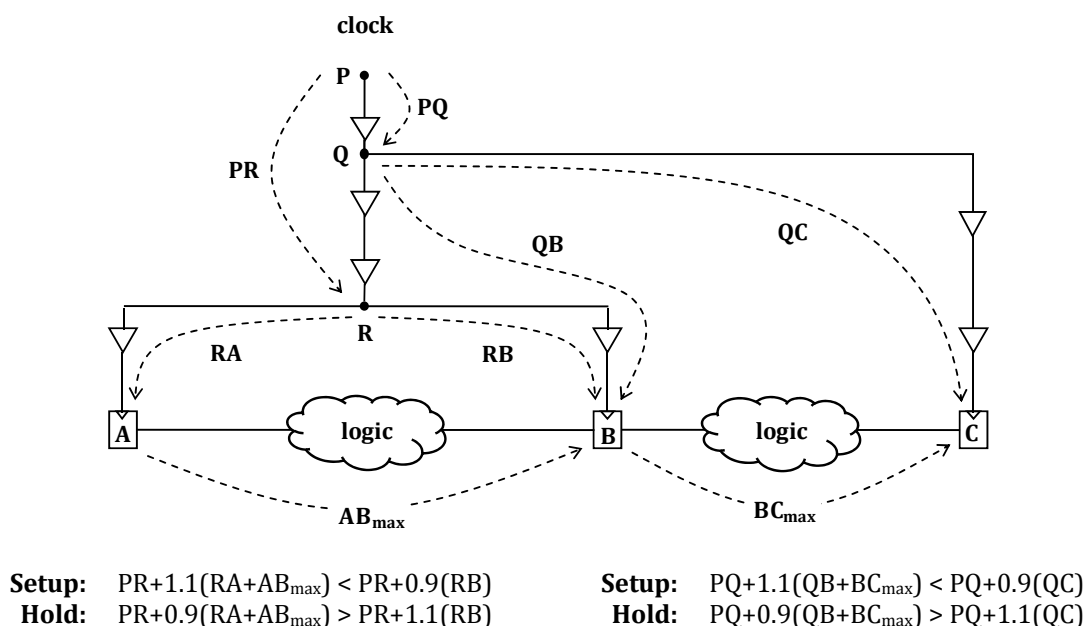 clock
P
PQ
Q
PR
QB
QC
R
RA
RB
A
logic
B
logic
C
ABmax
BCmax
Setup: PR+1.1(RA+ABmax) < PR+0.9(RB)
Hold: PR+0.9(RA+ABmax) > PR+1.1(RB)
Setup: PQ+1.1(QB+BCmax) < PQ+0.9(QC)
Hold: PQ+0.9(QB+BCmax) > PQ+1.1(QC)